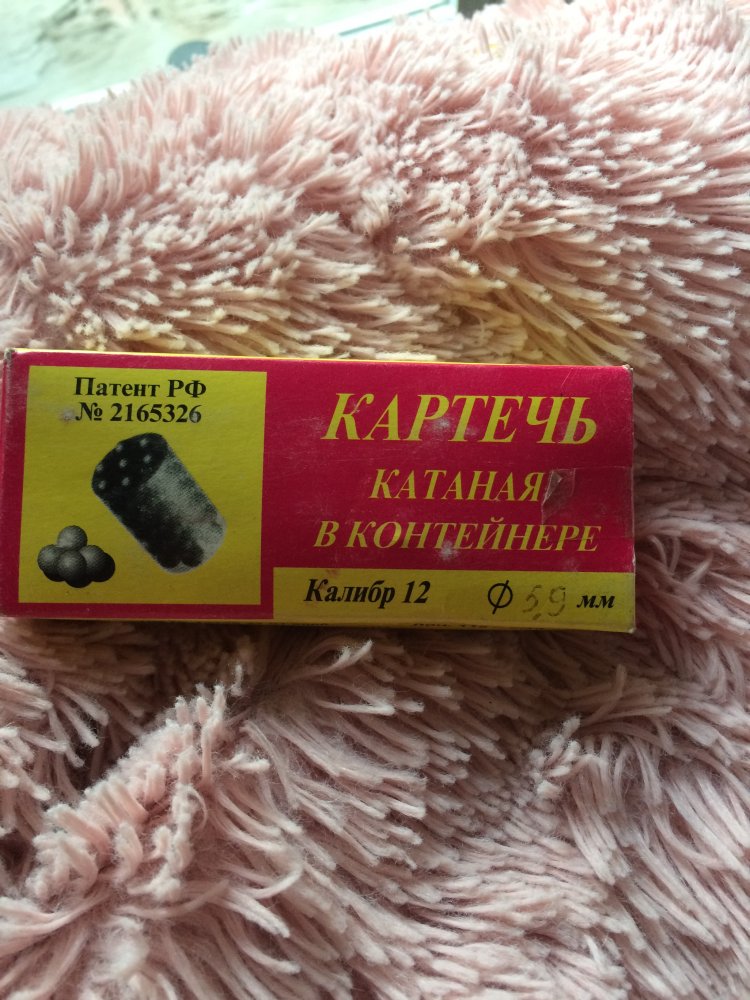 Патент РФ
№ 2165326
КАРТЕЧЬ
КАТАНАЯ
В КОНТЕЙНЕРЕ
Калибр 12 Ø 5,9 мм